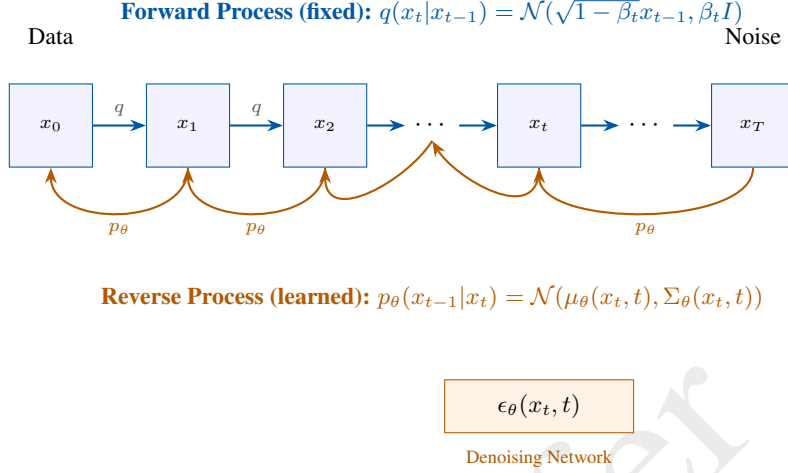 Forward Process (fixed): q(x_t|x_{t−1}) = 𝒩(√(1 − β_t)x_{t−1}, β_tI)
Data Noise
q q
x_0 x_1 x_2 ··· x_t ··· x_T
p_θ p_θ p_θ
Reverse Process (learned): p_θ(x_{t−1}|x_t) = 𝒩(μ_θ(x_t, t), Σ_θ(x_t, t))
ϵ_θ(x_t, t)
Denoising Network